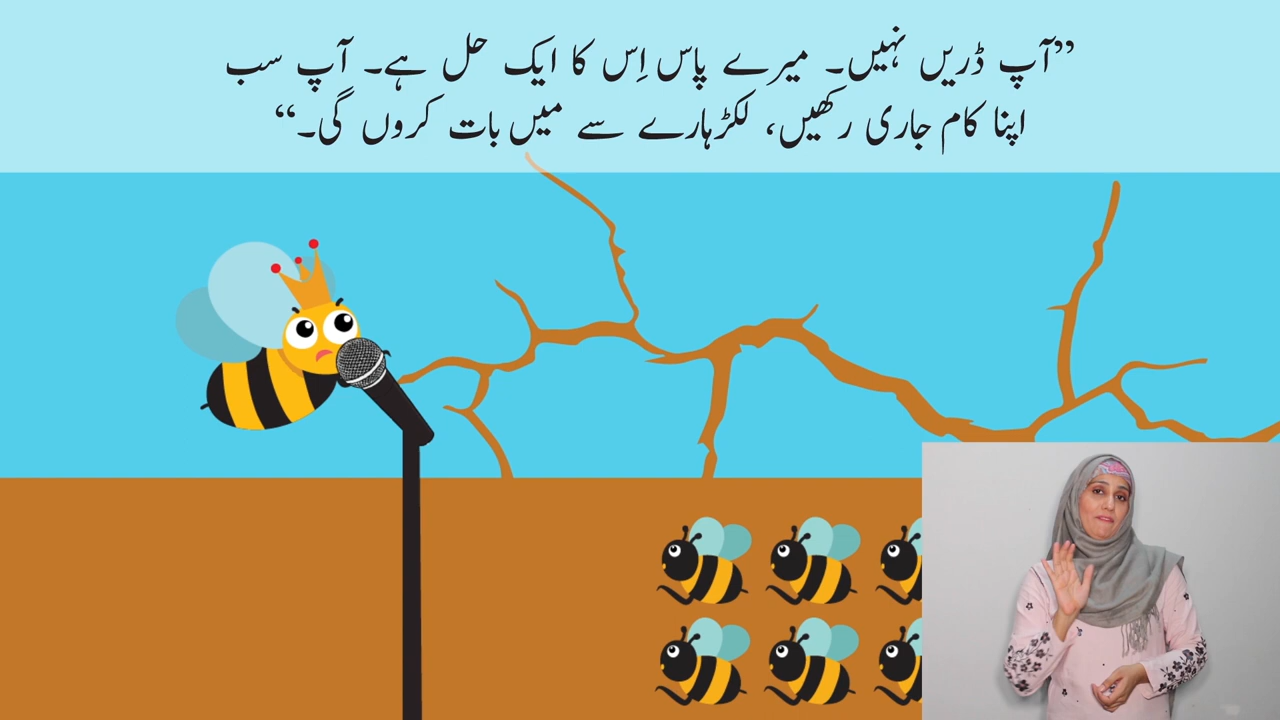 ”آپ ڈریں نہیں۔ میرے پاس اِس کا ایک حل ہے۔ آپ سب
اپنا کام جاری رکھیں، لکڑہارے سے میں بات کروں گی۔“